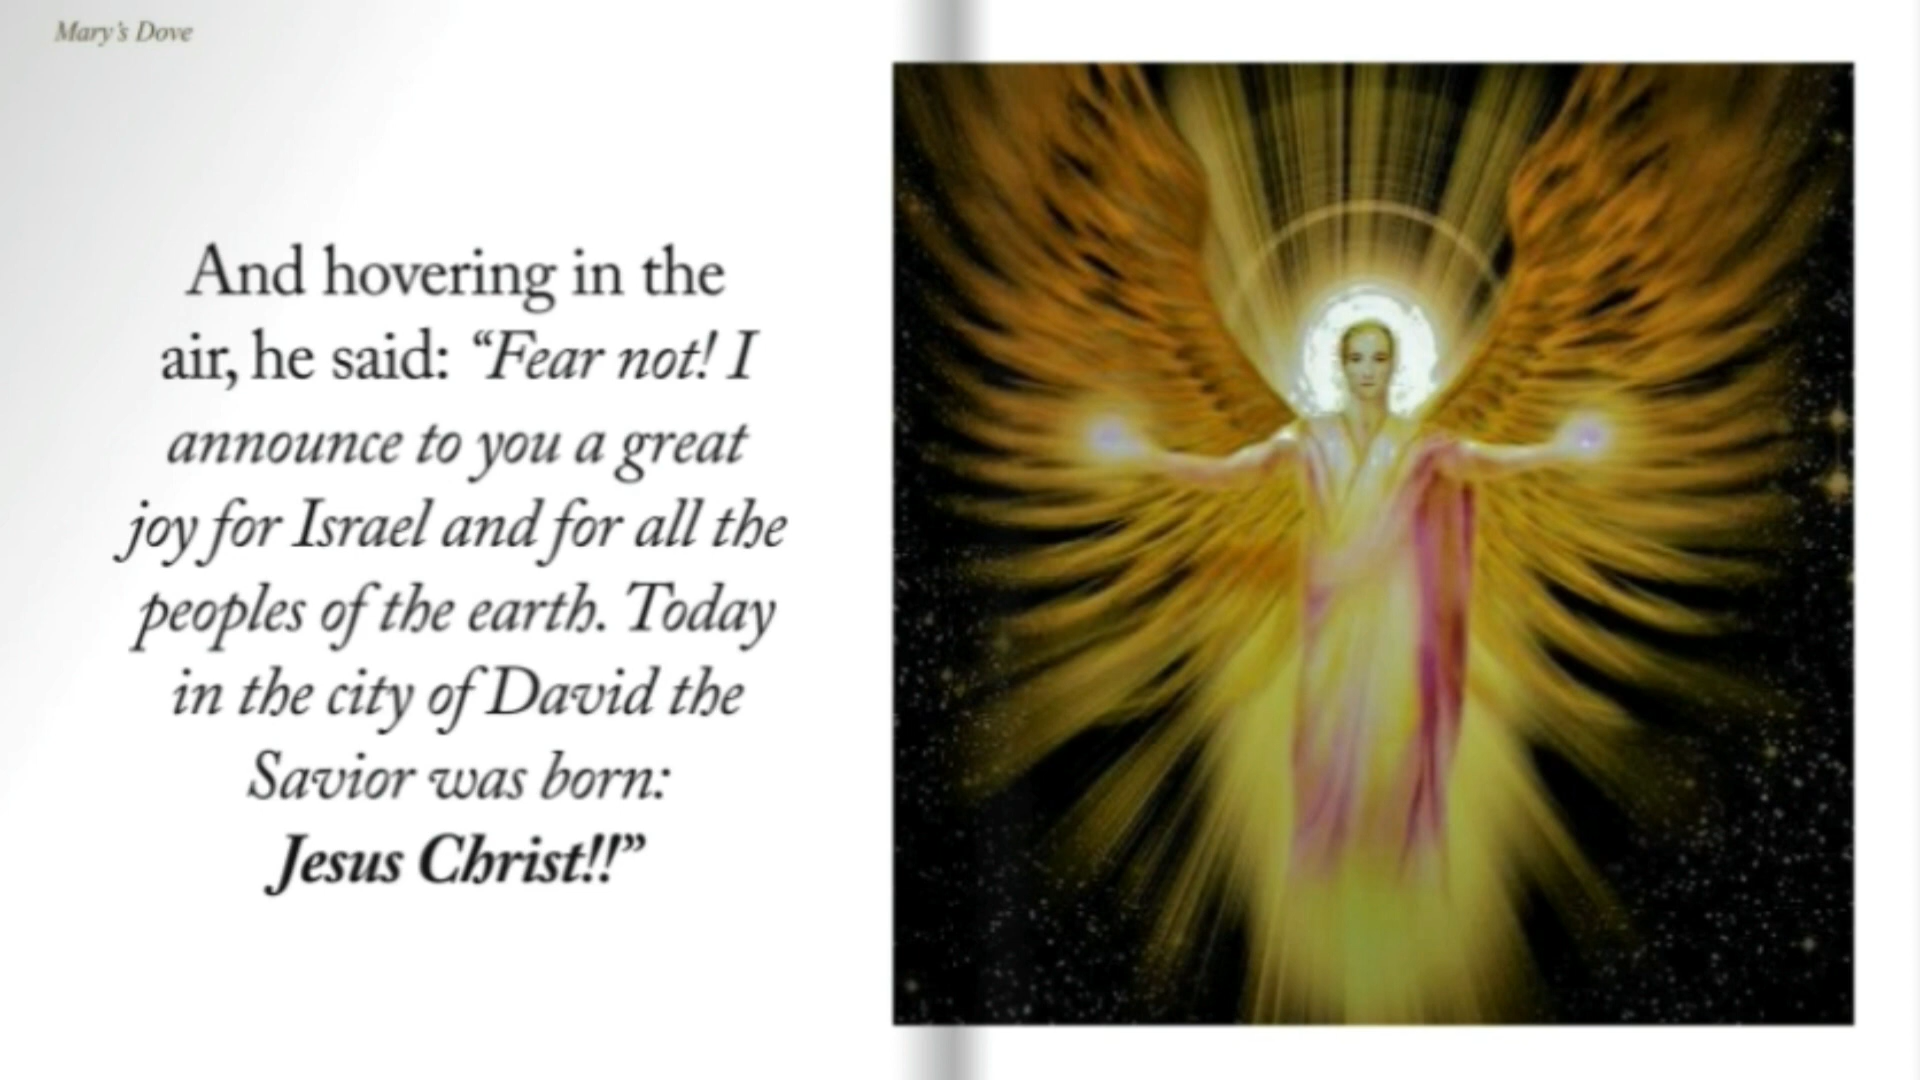 Mary's Dove
And hovering in the
air, he said: “Fear not! I
announce to you a great
joy for Israel and for all the
peoples of the earth. Today
in the city of David the
Savior was born:
Jesus Christ!!”